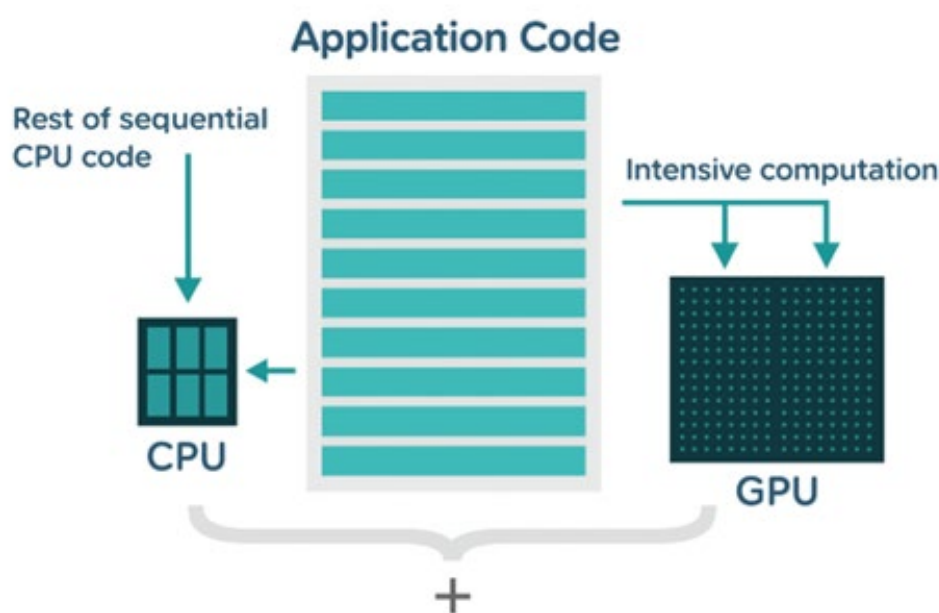 Application Code
Rest of sequential
CPU code
Intensive computation
CPU
GPU
+